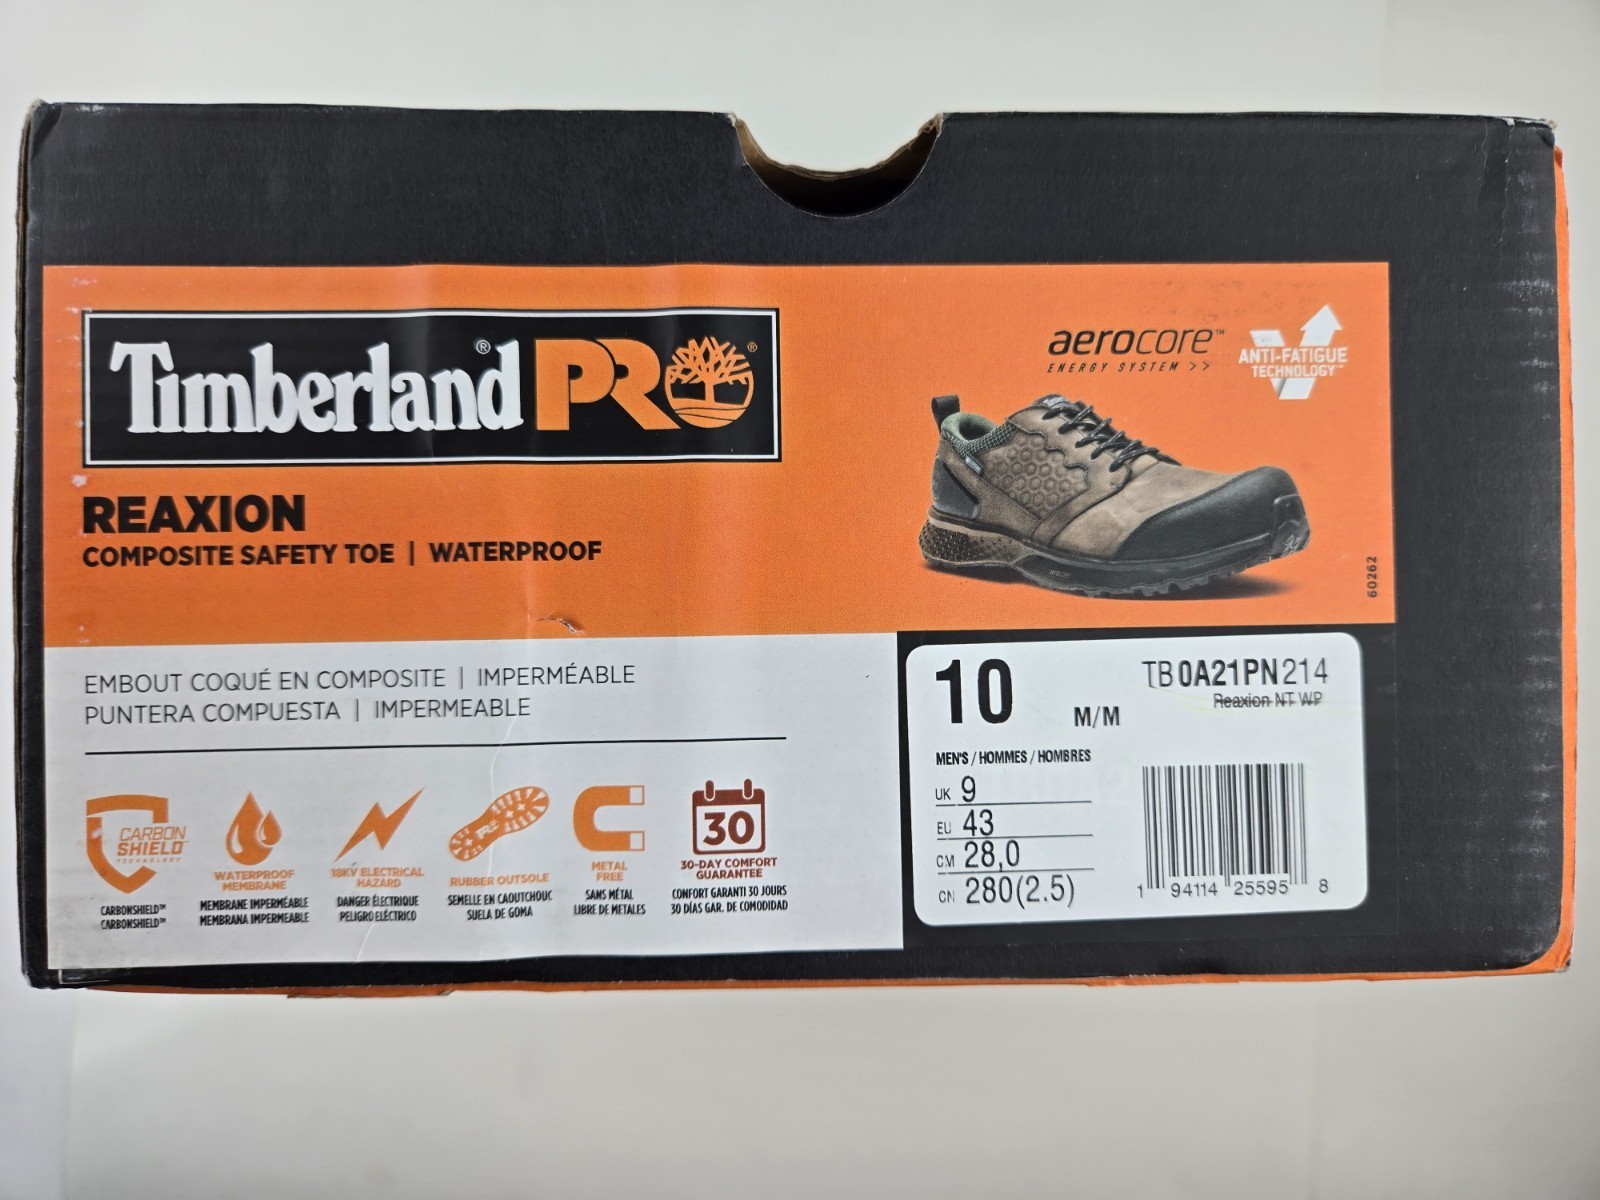 Timberland® PRO®
aerocore™
ENERGY SYSTEM >>
ANTI-FATIGUE
TECHNOLOGY™
REAXION
COMPOSITE SAFETY TOE | WATERPROOF
60262
EMBOUT COQUÉ EN COMPOSITE | IMPERMÉABLE
PUNTERA COMPUESTA | IMPERMEABLE
CARBON
SHIELD
TECHNOLOGY
CARBONSHIELD™
CARBONSHIELD™
WATERPROOF
MEMBRANE
MEMBRANE IMPERMÉABLE
MEMBRANA IMPERMEABLE
18KV ELECTRICAL
HAZARD
DANGER ÉLECTRIQUE
PELIGRO ELÉCTRICO
RUBBER OUTSOLE
SEMELLE EN CAOUTCHOUC
SUELA DE GOMA
METAL
FREE
SANS MÉTAL
LIBRE DE METALES
30
30-DAY COMFORT
GUARANTEE
CONFORT GARANTI 30 JOURS
30 DÍAS GAR. DE COMODIDAD
10 M/M
TB0A21PN214
Reaxion NT WP
MEN'S / HOMMES / HOMBRES
UK 9
EU 43
CM 28,0
CN 280(2.5)
1 94114 25595 8